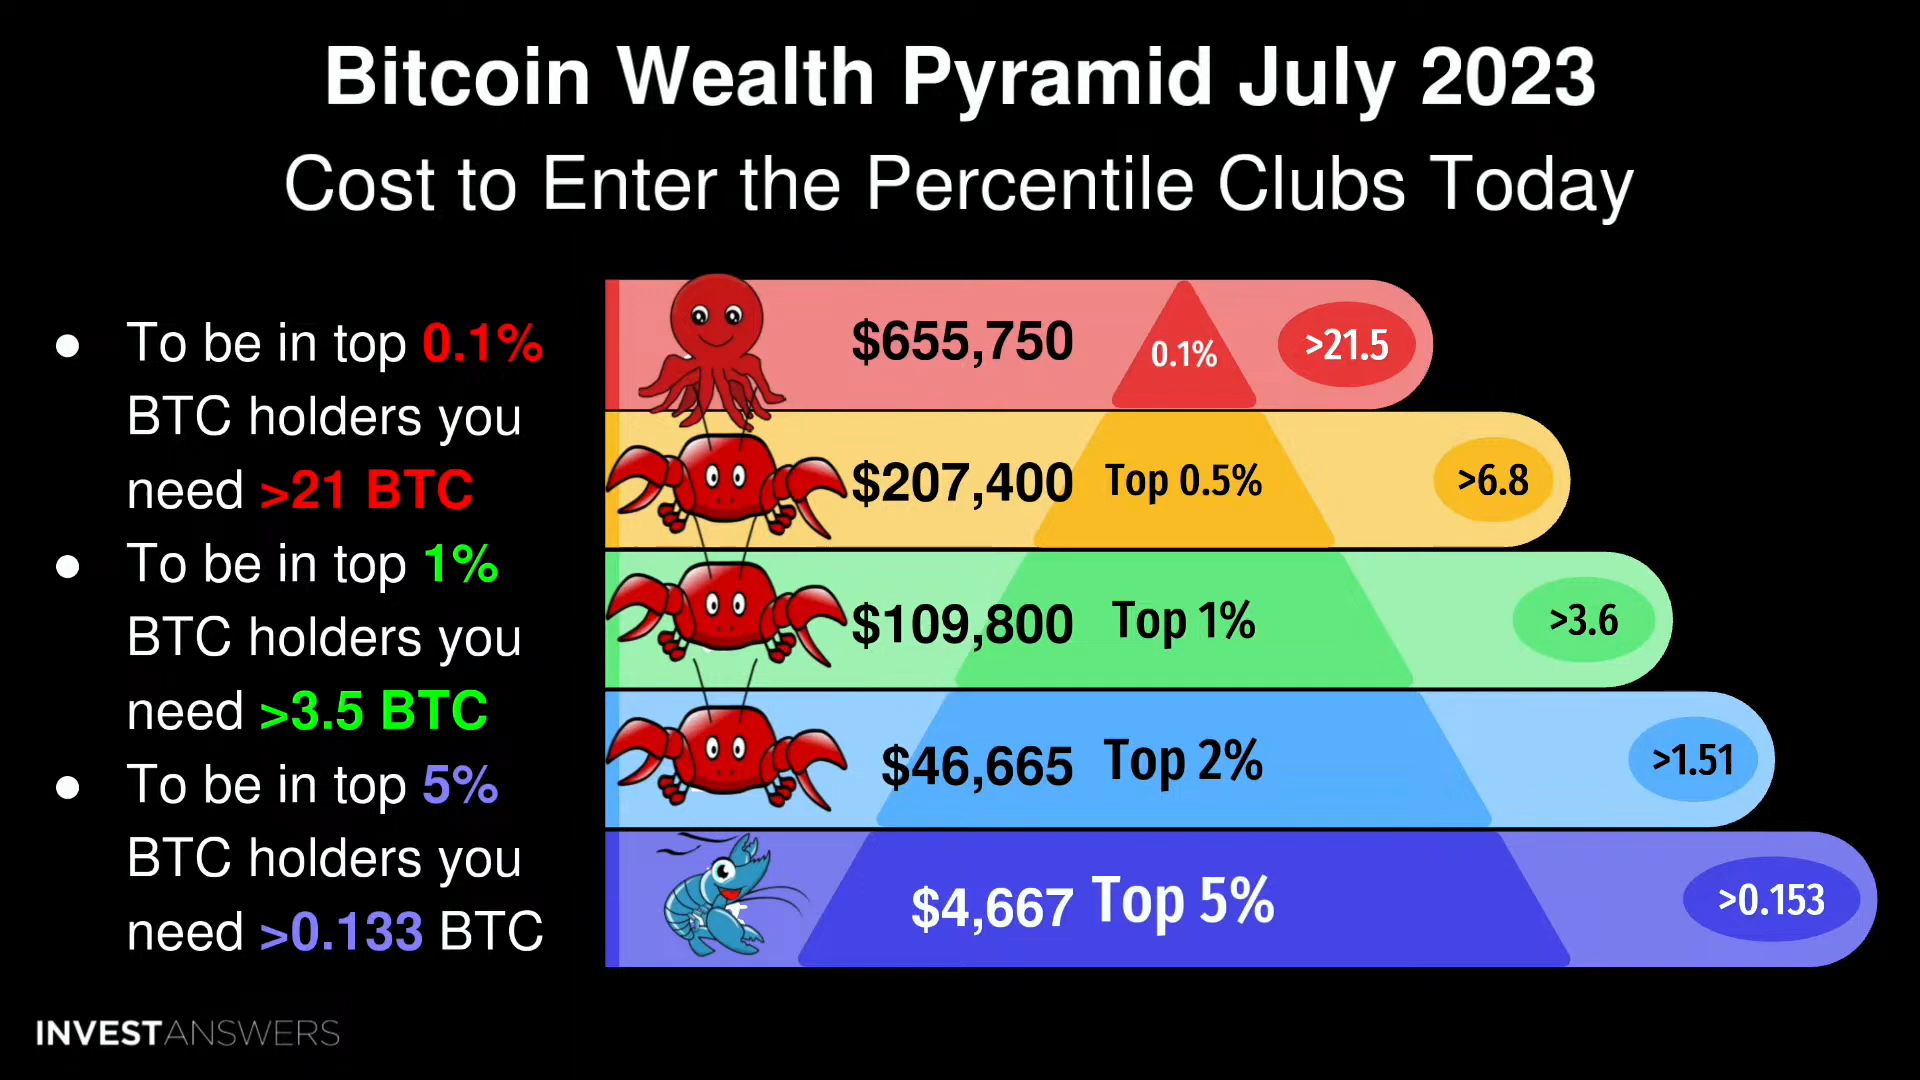 Bitcoin Wealth Pyramid July 2023
Cost to Enter the Percentile Clubs Today
● To be in top 0.1%
BTC holders you
need >21 BTC
● To be in top 1%
BTC holders you
need >3.5 BTC
● To be in top 5%
BTC holders you
need >0.133 BTC
$655,750 0.1% >21.5
$207,400 Top 0.5% >6.8
$109,800 Top 1% >3.6
$46,665 Top 2% >1.51
$4,667 Top 5% >0.153
INVESTANSWERS